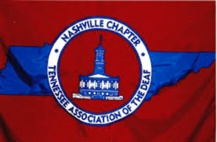 NASHVILLE CHAPTER
TENNESSEE ASSOCIATION OF THE DEAF